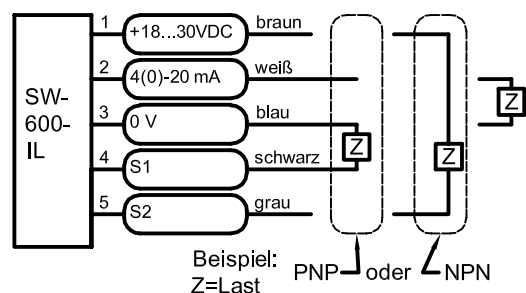 SW-
600-
IL
1 +18...30VDC braun
2 4(0)-20 mA weiß
3 0 V blau
4 S1 schwarz
5 S2 grau
Z
Z
Z
Beispiel:
Z=Last
PNP oder NPN